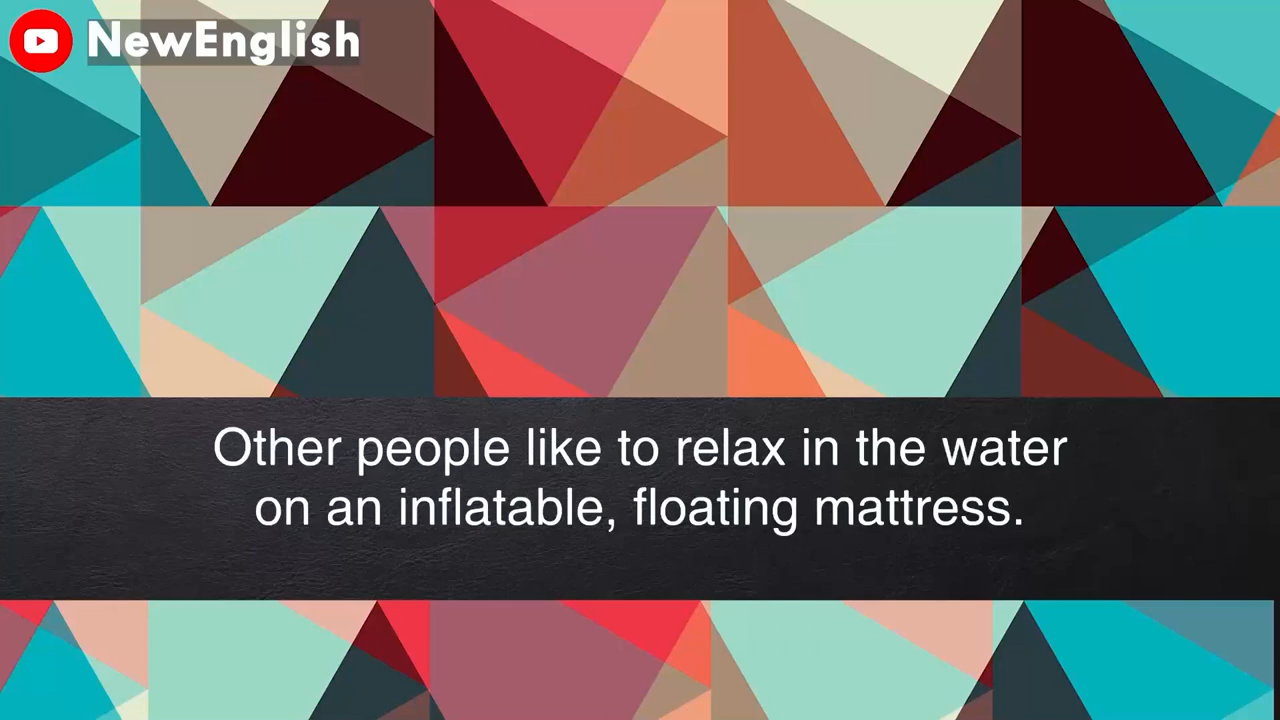 NewEnglish
Other people like to relax in the water
on an inflatable, floating mattress.